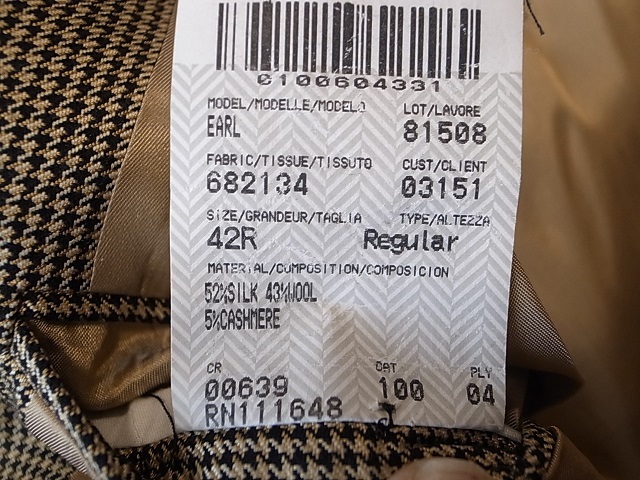 0100604331
MODEL/MODELLE/MODELO LOT/LAVORE
EARL 81508
FABRIC/TISSUE/TISSUTO CUST/CLIENT
682134 03151
SIZE/GRANDEUR/TAGLIA TYPE/ALTEZZA
42R Regular
MATERIAL/COMPOSITION/COMPOSICION
52%SILK 43%WOOL
5%CASHMERE
CR CAT PLY
00639 100 04
RN111648